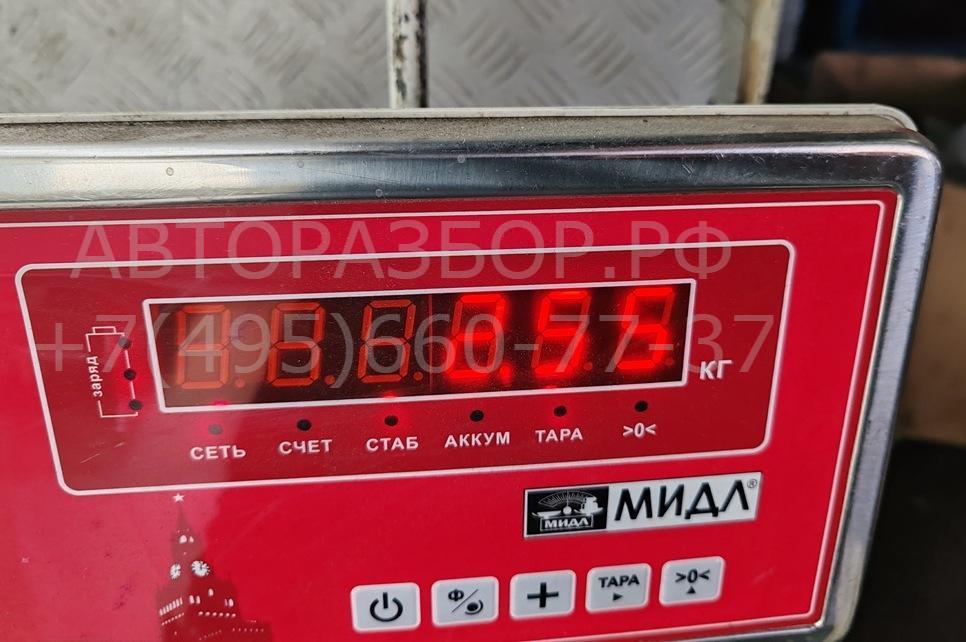 АВТОРАЗБОР.РФ
+7(495)660-77-37
заряд
кг
СЕТЬ СЧЕТ СТАБ АККУМ ТАРА >0<
МИДЛ МИДЛ®
Ф ТАРА >0<